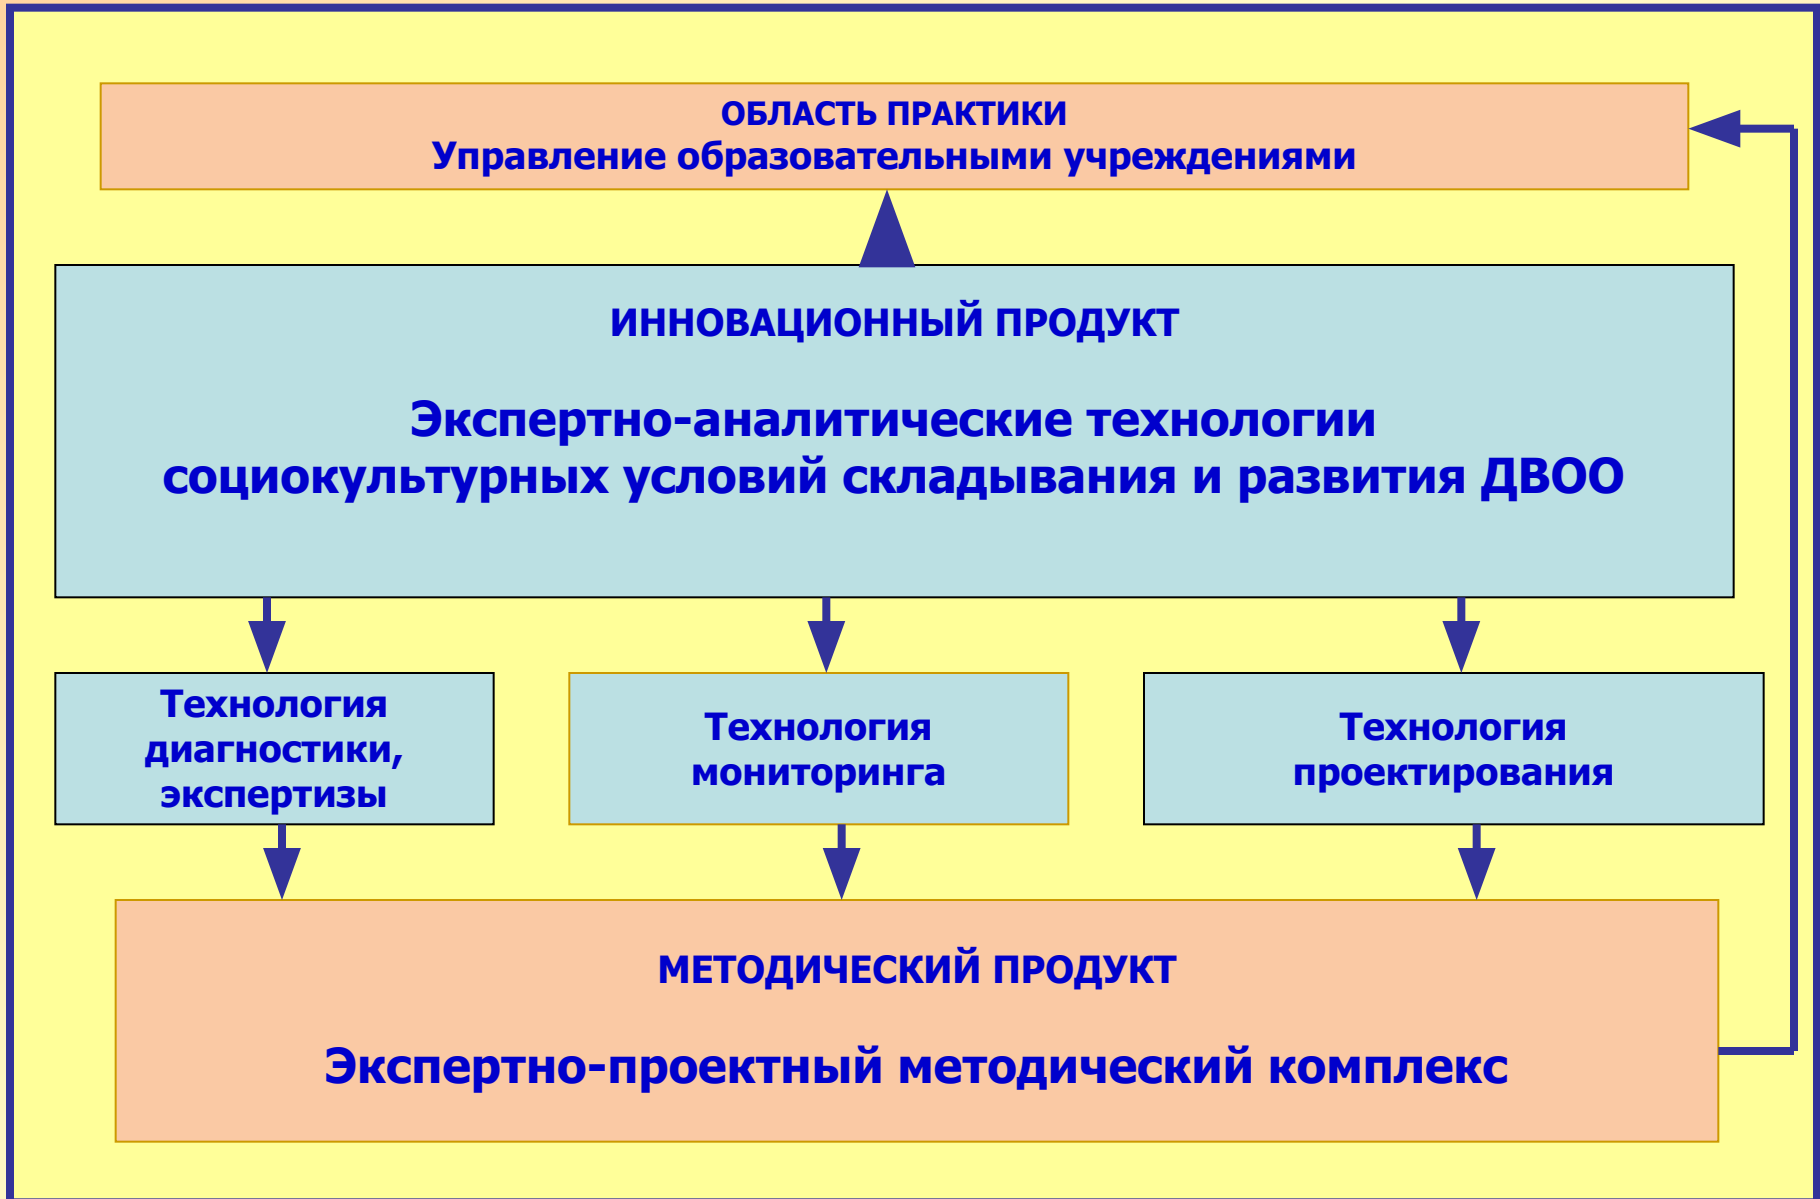 ОБЛАСТЬ ПРАКТИКИ
Управление образовательными учреждениями
ИННОВАЦИОННЫЙ ПРОДУКТ
Экспертно-аналитические технологии
социокультурных условий складывания и развития ДВОО
Технология
диагностики,
экспертизы
Технология
мониторинга
Технология
проектирования
МЕТОДИЧЕСКИЙ ПРОДУКТ
Экспертно-проектный методический комплекс